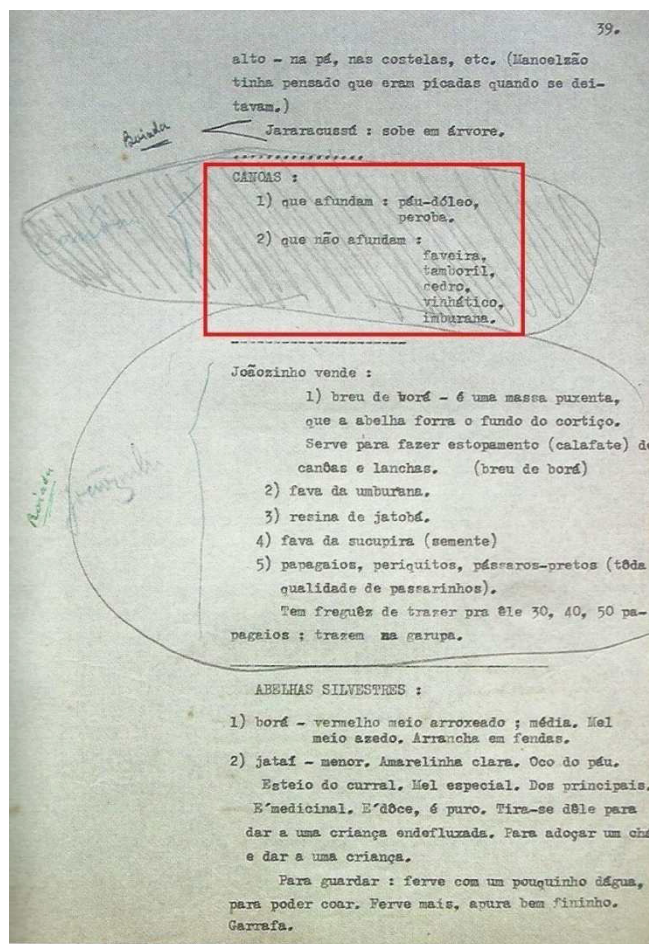 39.
alto - na pá, nas costelas, etc. (Manoelzão
tinha pensado que eram picadas quando se dei-
tavam.)
Boiada
Jararacussú : sobe em árvore.
CANOAS :
1) que afundam : páu-dóleo,
peroba.
2) que não afundam :
faveira,
tamboril,
cedro,
vinhático,
imburana.
Joãozinho vende :
1) breu de borá - é uma massa puxenta,
que a abelha forra o fundo do cortiço.
Serve para fazer estopamento (calafate) de
canôas e lanchas. (breu de borá)
Boiada
2) fava da umburana.
3) resina de jatobá.
4) fava da sucupira (semente)
5) papagaios, periquitos, pássaros-pretos (tôda
qualidade de passarinhos).
Tem freguêz de trazer pra êle 30, 40, 50 pa-
pagaios ; trazem na garupa.
ABELHAS SILVESTRES :
1) borá - vermelho meio arroxeado ; média. Mel
meio azedo. Arrancha em fendas.
2) jataí - menor. Amarelinha clara. Oco do páu.
Esteio do curral. Mel especial. Dos principais.
E´medicinal. E´dôce, é puro. Tira-se dêle para
dar a uma criança endefluxada. Para adoçar um chá
e dar a uma criança.
Para guardar : ferve com um pouquinho dágua,
para poder coar. Ferve mais, apura bem fininho.
Garrafa.